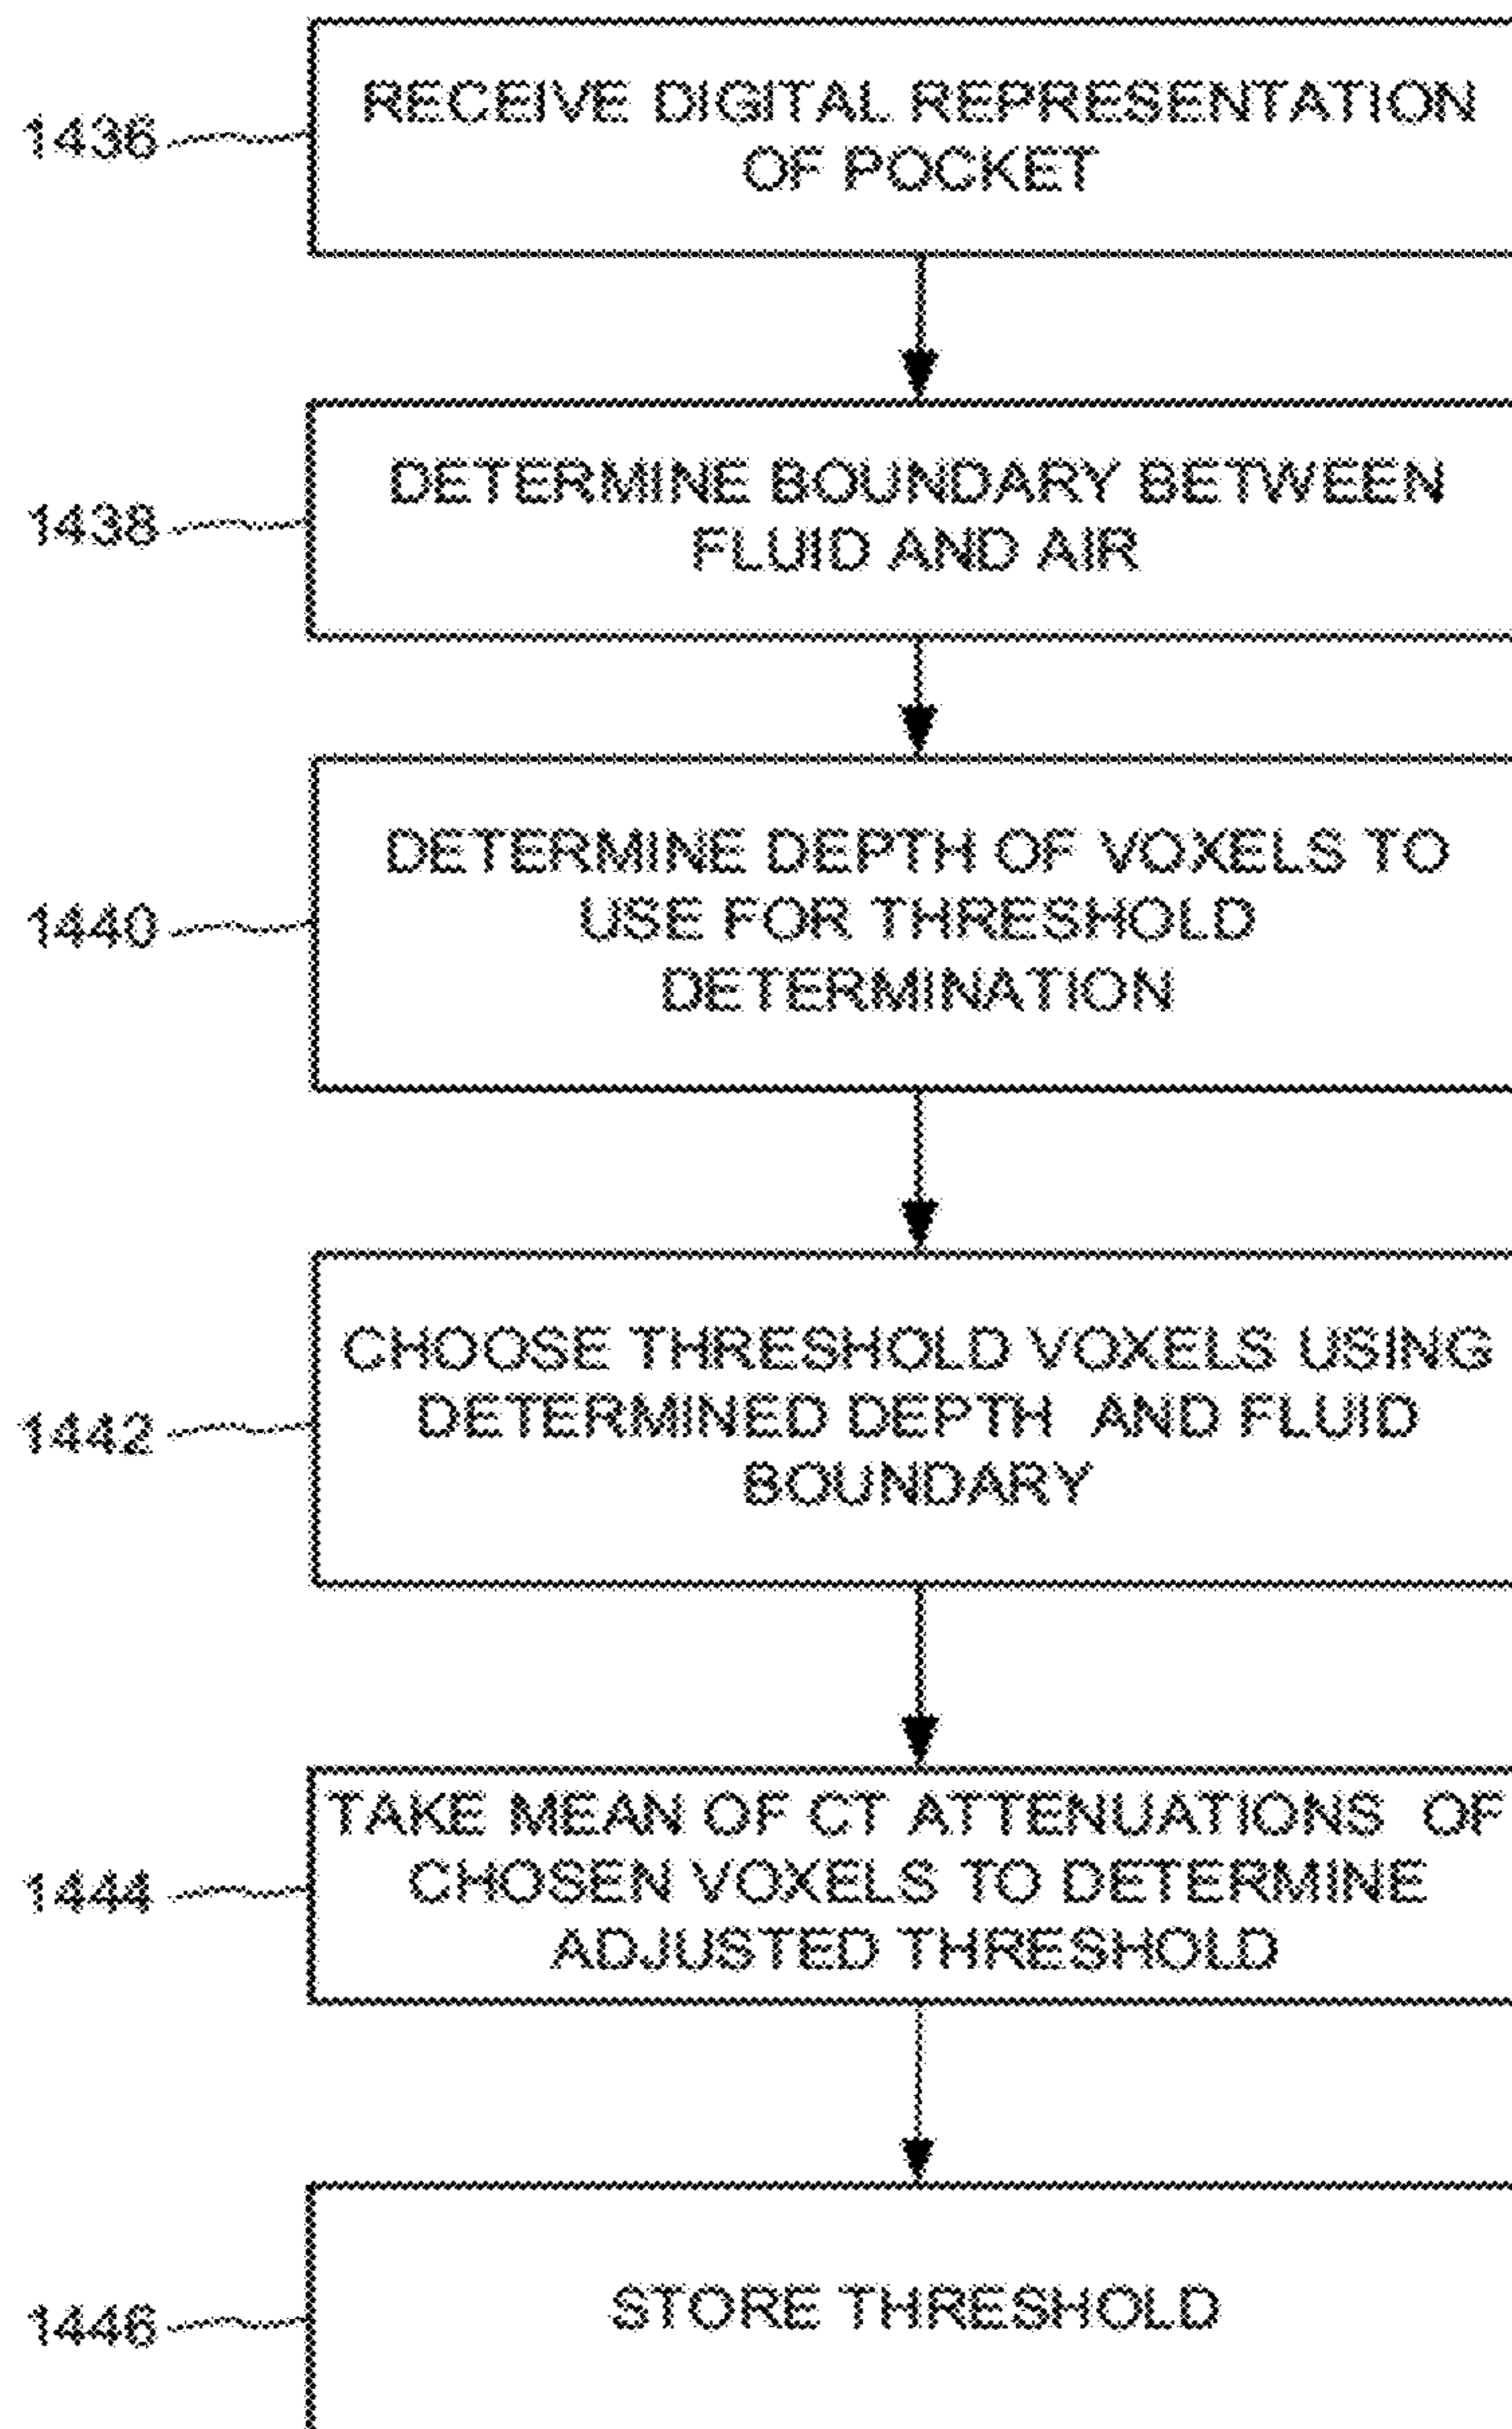 1436
RECEIVE DIGITAL REPRESENTATION
OF POCKET
1438
DETERMINE BOUNDARY BETWEEN
FLUID AND AIR
1440
DETERMINE DEPTH OF VOXELS TO
USE FOR THRESHOLD
DETERMINATION
1442
CHOOSE THRESHOLD VOXELS USING
DETERMINED DEPTH AND FLUID
BOUNDARY
1444
TAKE MEAN OF CT ATTENUATIONS OF
CHOSEN VOXELS TO DETERMINE
ADJUSTED THRESHOLD
1446
STORE THRESHOLD